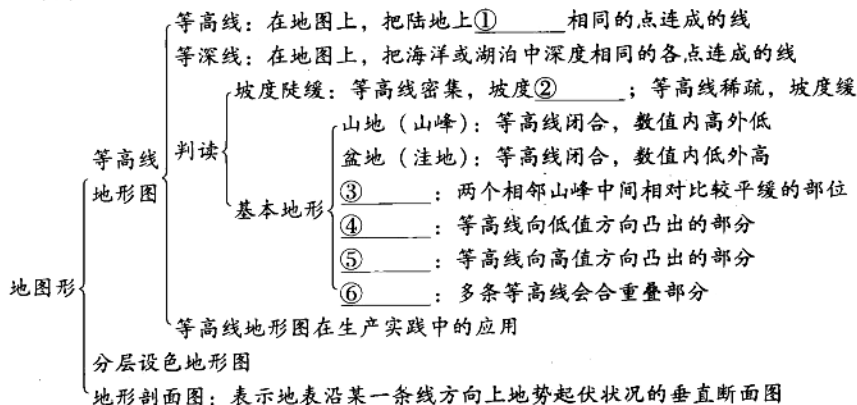 等高线：在地图上，把陆地上①______相同的点连成的线
等深线：在地图上，把海洋或湖泊中深度相同的各点连成的线
坡度陡缓：等高线密集，坡度②______；等高线稀疏，坡度缓
山地（山峰）：等高线闭合，数值内高外低
等高线
地形图
判读
盆地（洼地）：等高线闭合，数值内低外高
③______：两个相邻山峰中间相对比较平缓的部位
基本地形
④______：等高线向低值方向凸出的部分
⑤______：等高线向高值方向凸出的部分
地图形
⑥______：多条等高线会合重叠部分
等高线地形图在生产实践中的应用
分层设色地形图
地形剖面图：表示地表沿某一条线方向上地势起伏状况的垂直断面图